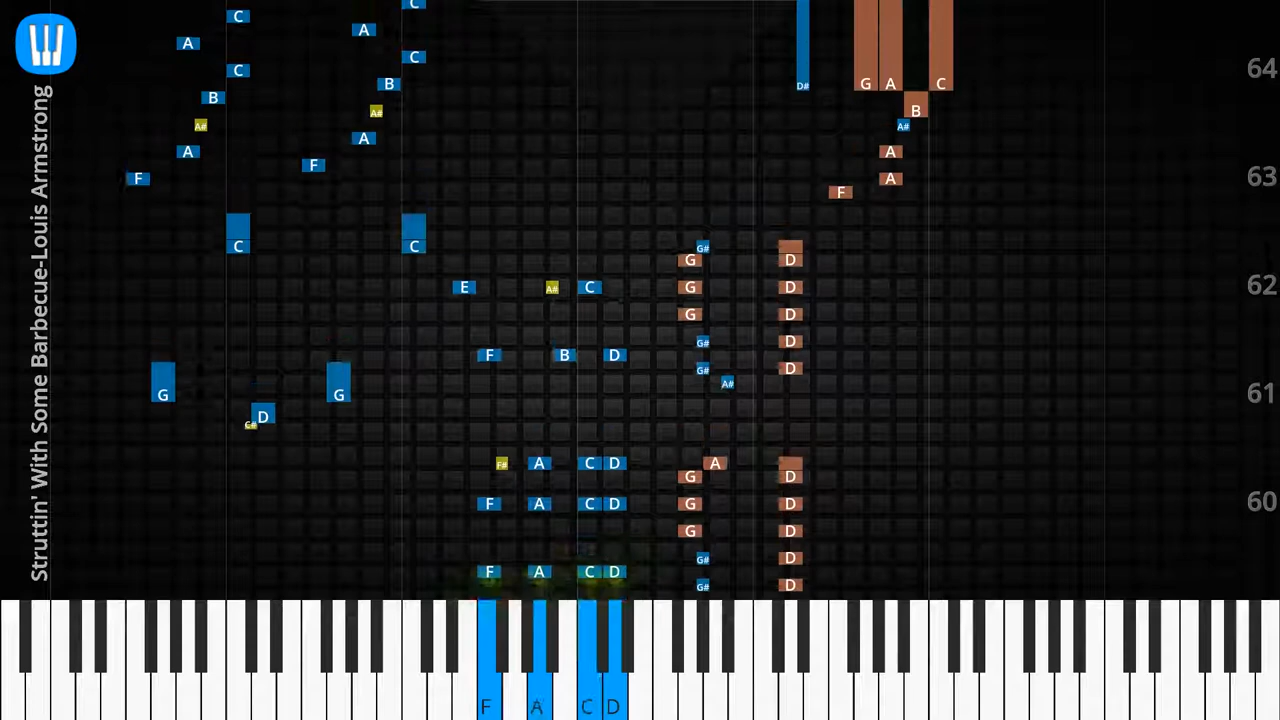 Struttin' With Some Barbecue-Louis Armstrong
C C
A A
C C D# G A C 64
B B B
A# A# A#
A A A
F F A 63
F
C C G#
G D
E A# C G D 62
G D
G# D
F B D
G# D
A#
G G 61
D
C#
F# A C D A
G D
F A C D G D 60
G D
G# D
F A C D
G# D
F A C D